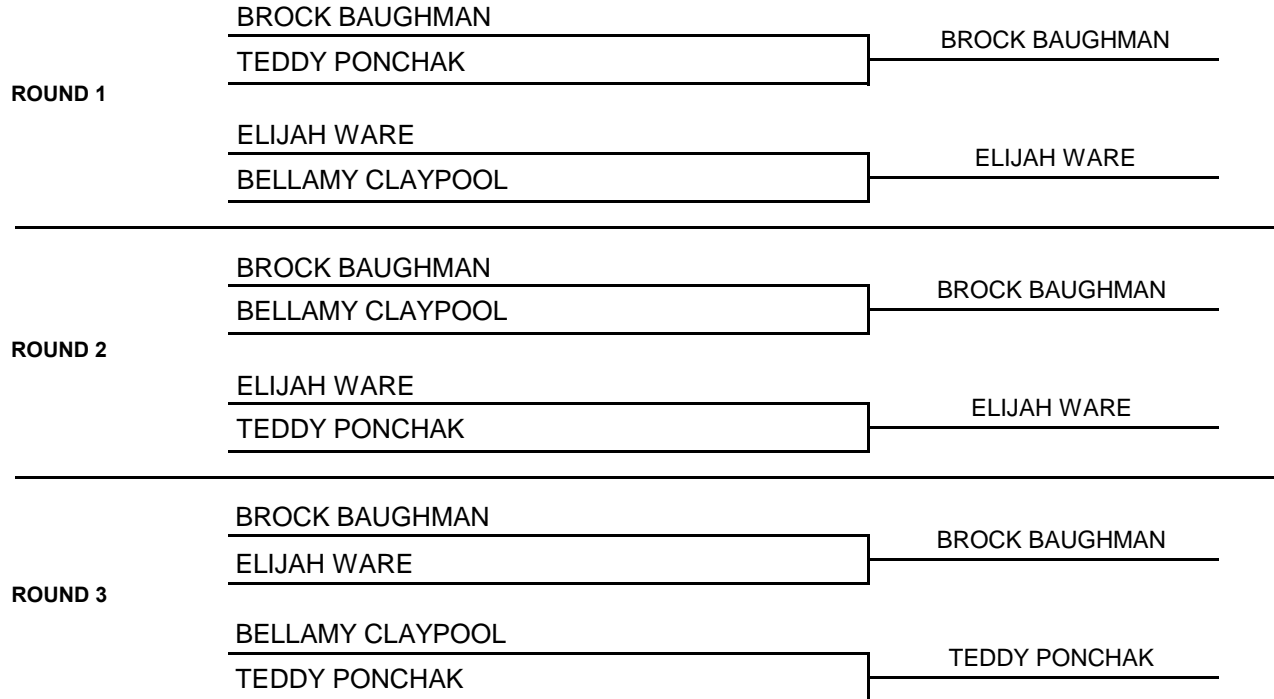 BROCK BAUGHMAN
BROCK BAUGHMAN
TEDDY PONCHAK
ROUND 1
ELIJAH WARE
ELIJAH WARE
BELLAMY CLAYPOOL
BROCK BAUGHMAN
BROCK BAUGHMAN
BELLAMY CLAYPOOL
ROUND 2
ELIJAH WARE
ELIJAH WARE
TEDDY PONCHAK
BROCK BAUGHMAN
BROCK BAUGHMAN
ELIJAH WARE
ROUND 3
BELLAMY CLAYPOOL
TEDDY PONCHAK
TEDDY PONCHAK